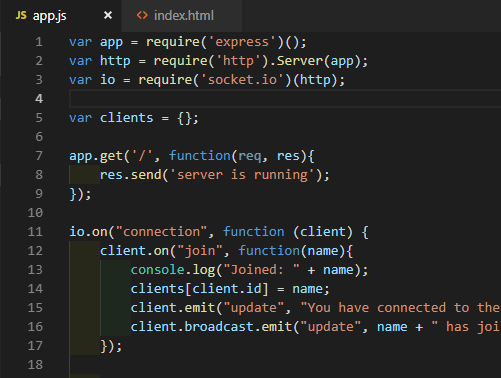 JS app.js × <> index.html
1 var app = require('express')();
2 var http = require('http').Server(app);
3 var io = require('socket.io')(http);
4
5 var clients = {};
6
7 app.get('/', function(req, res){
8     res.send('server is running');
9 });
10
11 io.on("connection", function (client) {
12     client.on("join", function(name){
13         console.log("Joined: " + name);
14         clients[client.id] = name;
15         client.emit("update", "You have connected to the
16         client.broadcast.emit("update", name + " has joi
17     });
18